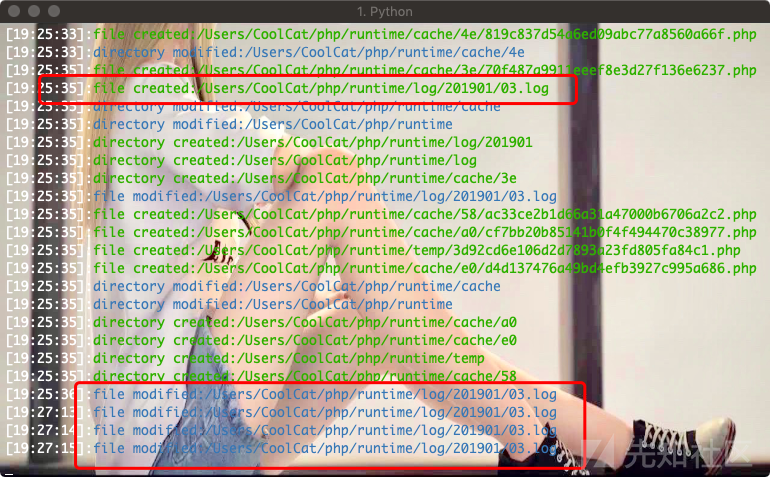 1. Python
[19:25:33]:file created:/Users/CoolCat/php/runtime/cache/4e/819c837d54a6ed09abc77a8560a66f.php
[19:25:33]:directory modified:/Users/CoolCat/php/runtime/cache/4e
[19:25:35]:file created:/Users/CoolCat/php/runtime/cache/3e/70f487a9911eeeef8e3d27f136e6237.php
[19:25:35]:file created:/Users/CoolCat/php/runtime/log/201901/03.log
[19:25:35]:directory modified:/Users/CoolCat/php/runtime/cache
[19:25:35]:directory modified:/Users/CoolCat/php/runtime
[19:25:35]:directory created:/Users/CoolCat/php/runtime/log/201901
[19:25:35]:directory created:/Users/CoolCat/php/runtime/log
[19:25:35]:directory created:/Users/CoolCat/php/runtime/cache/3e
[19:25:35]:file modified:/Users/CoolCat/php/runtime/log/201901/03.log
[19:25:35]:file created:/Users/CoolCat/php/runtime/cache/58/ac33ce2b1d66a31a47000b6706a2c2.php
[19:25:35]:file created:/Users/CoolCat/php/runtime/cache/a0/cf7bb20b85141b0f4f494470c38977.php
[19:25:35]:file created:/Users/CoolCat/php/runtime/temp/3d92cd6e106d2d7893a23fd805fa84c1.php
[19:25:35]:file created:/Users/CoolCat/php/runtime/cache/e0/d4d137476a49bd4efb3927c995a686.php
[19:25:35]:directory modified:/Users/CoolCat/php/runtime/cache
[19:25:35]:directory modified:/Users/CoolCat/php/runtime
[19:25:35]:directory created:/Users/CoolCat/php/runtime/cache/a0
[19:25:35]:directory created:/Users/CoolCat/php/runtime/cache/e0
[19:25:35]:directory created:/Users/CoolCat/php/runtime/temp
[19:25:35]:directory created:/Users/CoolCat/php/runtime/cache/58
[19:25:36]:file modified:/Users/CoolCat/php/runtime/log/201901/03.log
[19:27:13]:file modified:/Users/CoolCat/php/runtime/log/201901/03.log
[19:27:14]:file modified:/Users/CoolCat/php/runtime/log/201901/03.log
[19:27:15]:file modified:/Users/CoolCat/php/runtime/log/201901/03.log
先知社区